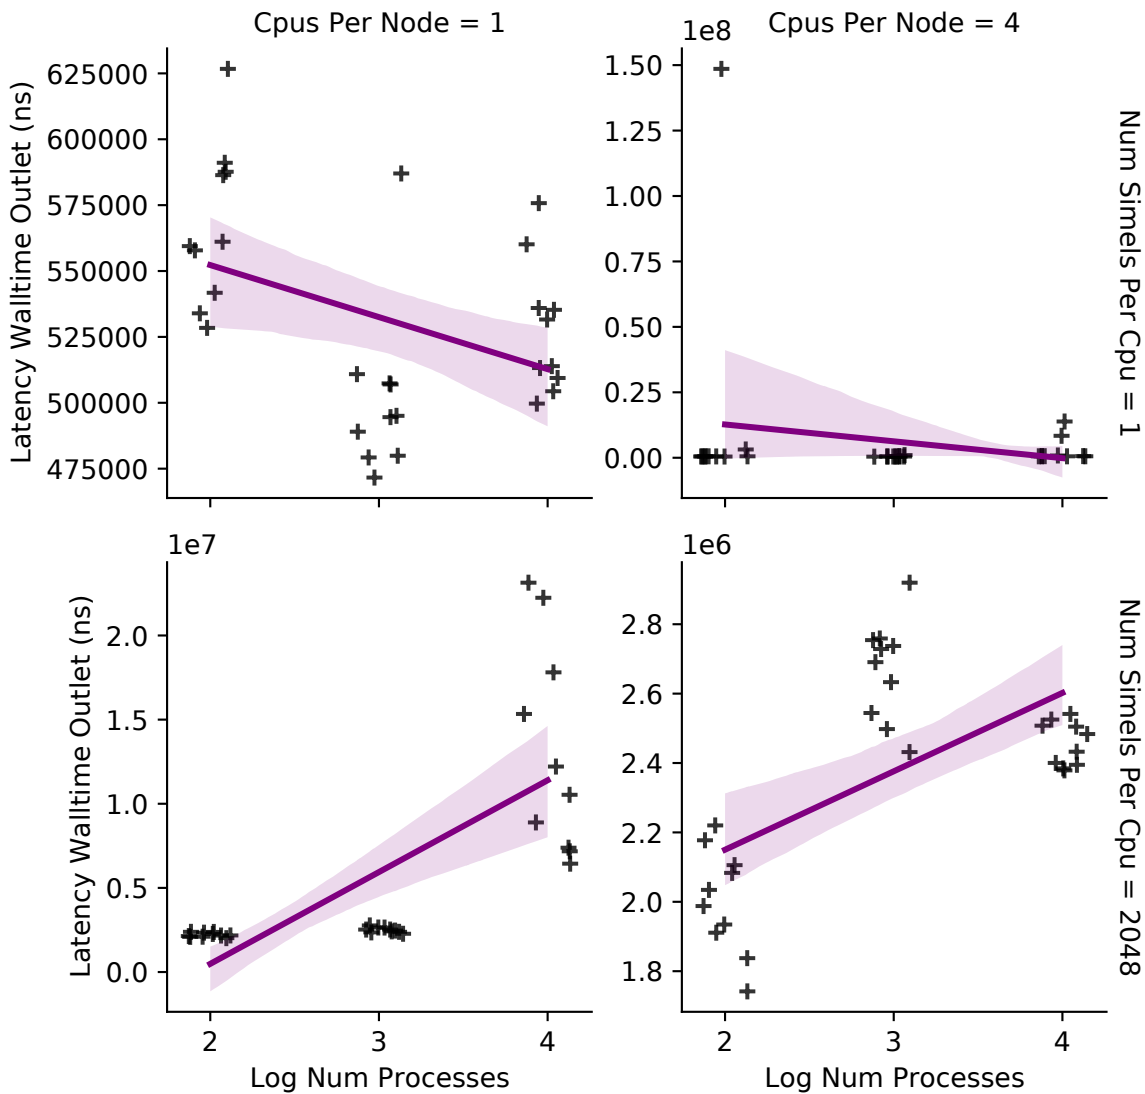 Cpus Per Node = 1
Cpus Per Node = 4
1e8
Latency Walltime Outlet (ns)
625000
600000
575000
550000
525000
500000
475000
1.50
1.25
1.00
0.75
0.50
0.25
0.00
Num Simels Per Cpu = 1
1e7
1e6
Latency Walltime Outlet (ns)
2.0
1.5
1.0
0.5
0.0
2.8
2.6
2.4
2.2
2.0
1.8
Num Simels Per Cpu = 2048
2
3
4
2
3
4
Log Num Processes
Log Num Processes